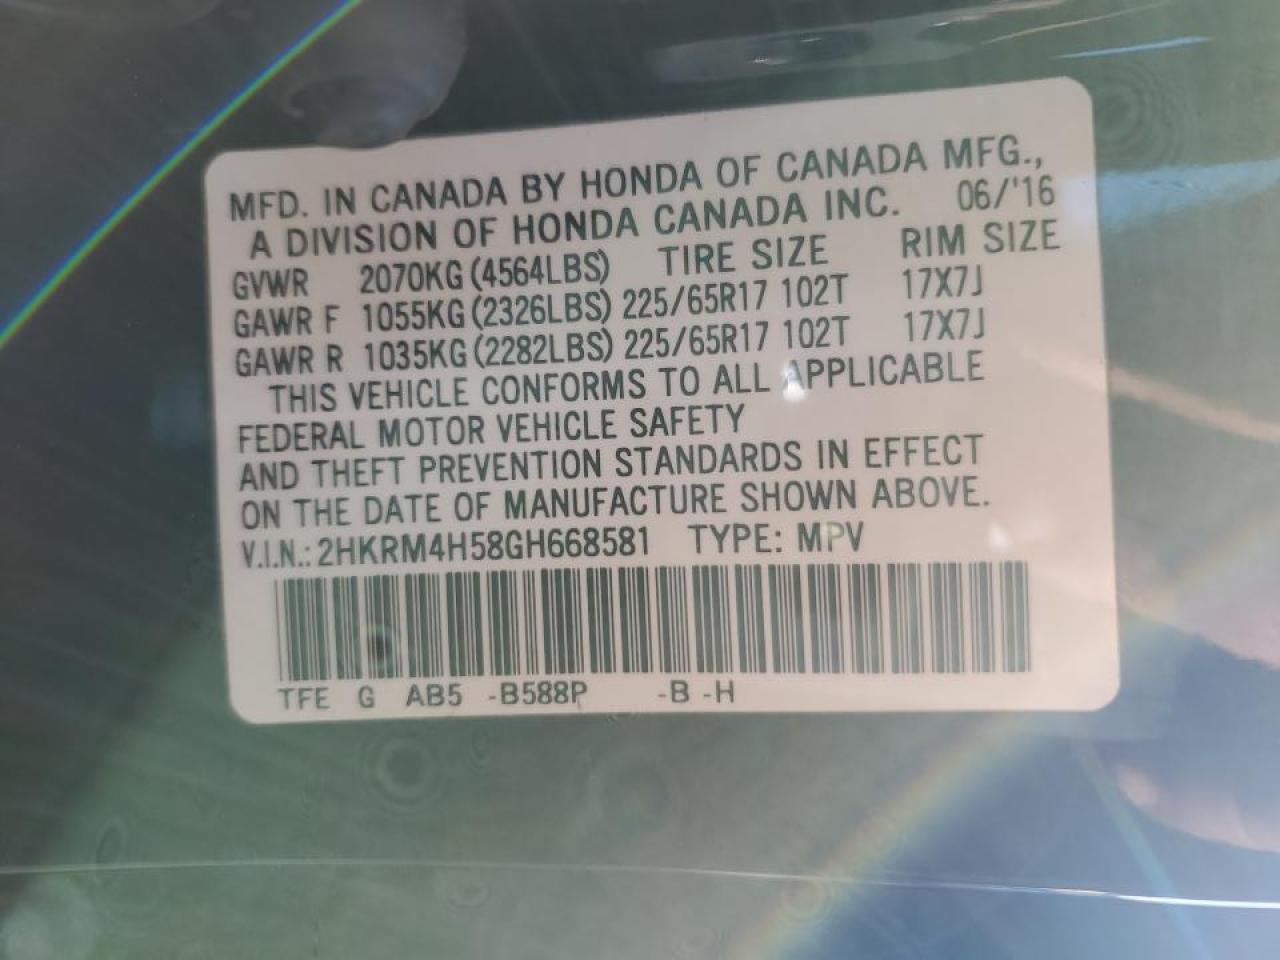 MFD. IN CANADA BY HONDA OF CANADA MFG.,
A DIVISION OF HONDA CANADA INC. 06/'16
GVWR 2070KG (4564LBS) TIRE SIZE RIM SIZE
GAWR F 1055KG (2326LBS) 225/65R17 102T 17X7J
GAWR R 1035KG (2282LBS) 225/65R17 102T 17X7J
THIS VEHICLE CONFORMS TO ALL APPLICABLE
FEDERAL MOTOR VEHICLE SAFETY
AND THEFT PREVENTION STANDARDS IN EFFECT
ON THE DATE OF MANUFACTURE SHOWN ABOVE.
V.I.N.: 2HKRM4H58GH668581 TYPE: MPV
TFE G AB5 -B588P -B -H